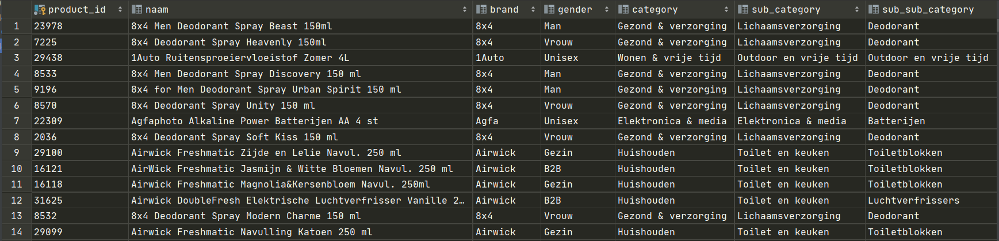 product_id naam brand gender category sub_category sub_sub_category
1 23978 8x4 Men Deodorant Spray Beast 150ml 8x4 Man Gezond & verzorging Lichaamsverzorging Deodorant
2 7225 8x4 Deodorant Spray Heavenly 150ml 8x4 Vrouw Gezond & verzorging Lichaamsverzorging Deodorant
3 29438 1Auto Ruitensproeiervloeistof Zomer 4L 1Auto Unisex Wonen & vrije tijd Outdoor en vrije tijd Outdoor en vrije tijd
4 8533 8x4 Men Deodorant Spray Discovery 150 ml 8x4 Man Gezond & verzorging Lichaamsverzorging Deodorant
5 9196 8x4 for Men Deodorant Spray Urban Spirit 150 ml 8x4 Man Gezond & verzorging Lichaamsverzorging Deodorant
6 8570 8x4 Deodorant Spray Unity 150 ml 8x4 Vrouw Gezond & verzorging Lichaamsverzorging Deodorant
7 22309 Agfaphoto Alkaline Power Batterijen AA 4 st Agfa Unisex Elektronica & media Elektronica & media Batterijen
8 2036 8x4 Deodorant Spray Soft Kiss 150 ml 8x4 Vrouw Gezond & verzorging Lichaamsverzorging Deodorant
9 29100 Airwick Freshmatic Zijde en Lelie Navul. 250 ml Airwick Gezin Huishouden Toilet en keuken Toiletblokken
10 16121 AirWick Freshmatic Jasmijn & Witte Bloemen Navul. 250 ml Airwick B2B Huishouden Toilet en keuken Toiletblokken
11 16118 Airwick Freshmatic Magnolia&Kersenbloem Navul. 250ml Airwick Gezin Huishouden Toilet en keuken Toiletblokken
12 31625 Airwick DoubleFresh Elektrische Luchtverfrisser Vanille 2… Airwick B2B Huishouden Toilet en keuken Luchtverfrissers
13 8532 8x4 Deodorant Spray Modern Charme 150 ml 8x4 Vrouw Gezond & verzorging Lichaamsverzorging Deodorant
14 29099 Airwick Freshmatic Navulling Katoen 250 ml Airwick Gezin Huishouden Toilet en keuken Toiletblokken